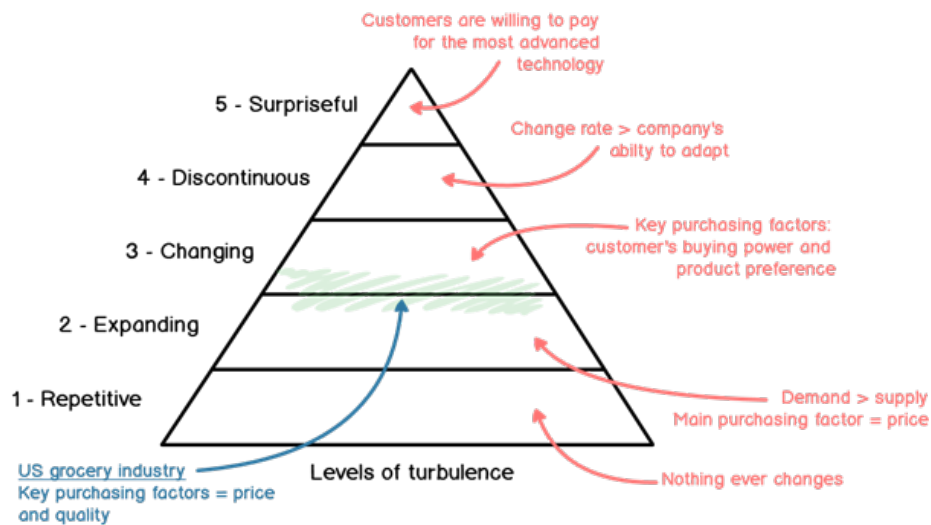 Customers are willing to pay
for the most advanced
technology
5 - Surpriseful
Change rate > company's
abilty to adapt
4 - Discontinuous
Key purchasing factors:
customer's buying power and
product preference
3 - Changing
2 - Expanding
Demand > supply
Main purchasing factor = price
1 - Repetitive
Nothing ever changes
US grocery industry
Key purchasing factors = price
and quality
Levels of turbulence